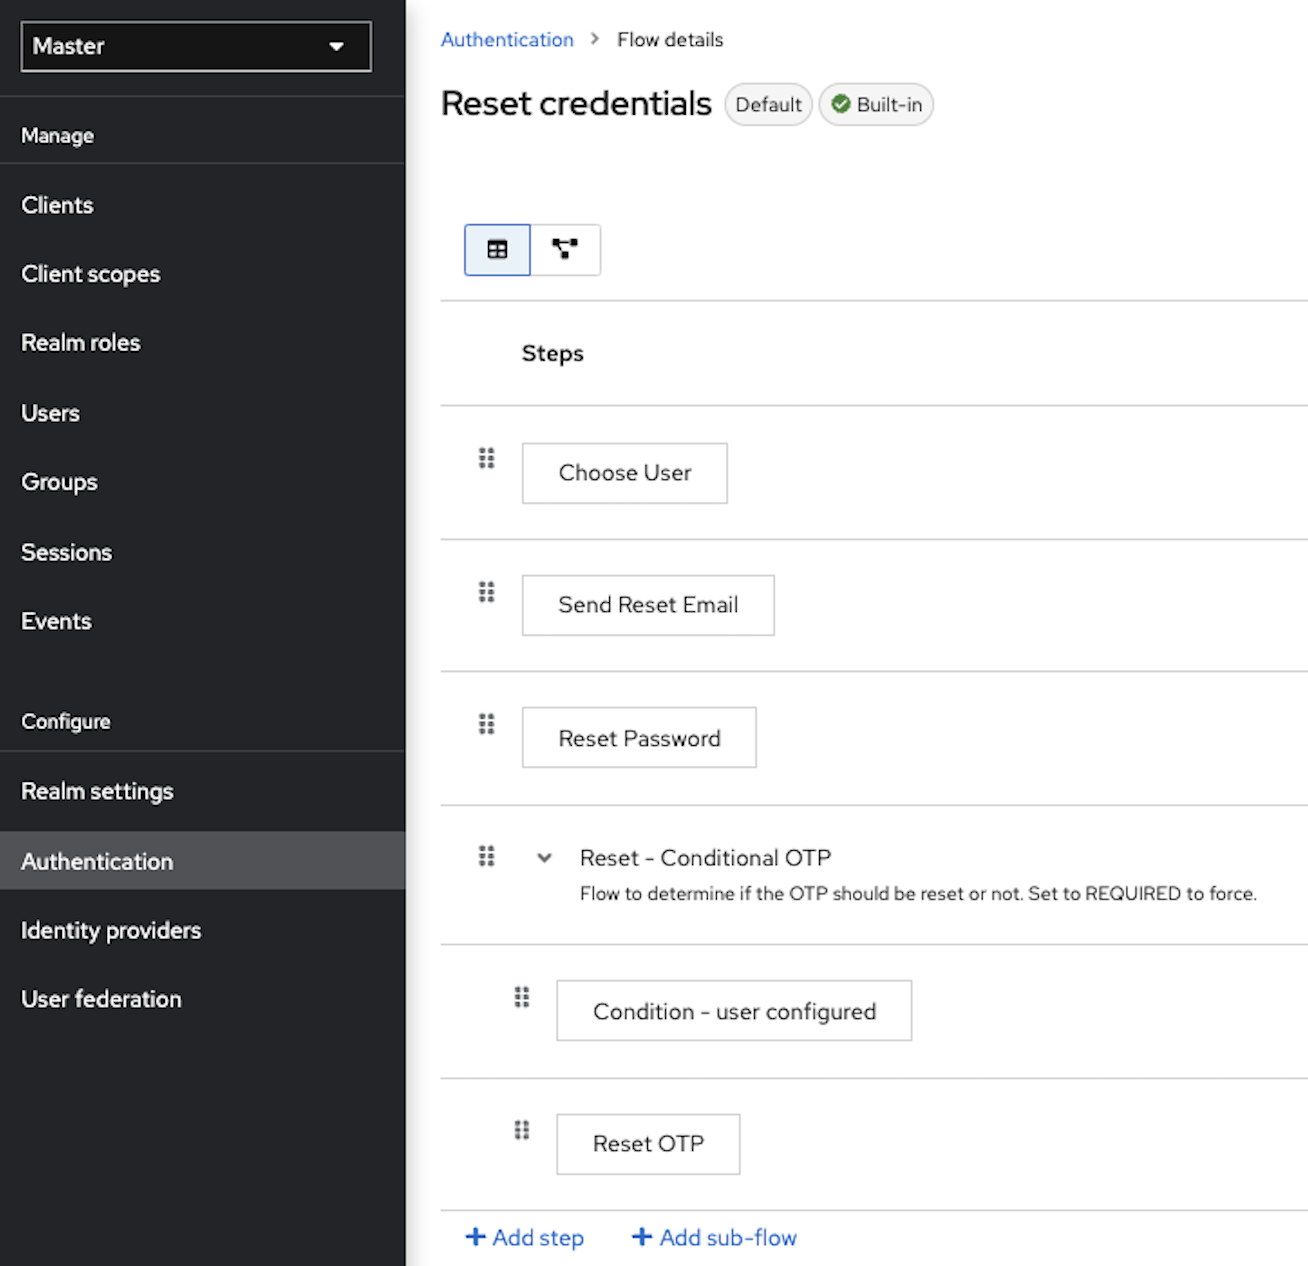 Master
Manage
Clients
Client scopes
Realm roles
Users
Groups
Sessions
Events
Configure
Realm settings
Authentication
Identity providers
User federation
Authentication > Flow details
Reset credentials Default Built-in
Steps
Choose User
Send Reset Email
Reset Password
Reset - Conditional OTP
Flow to determine if the OTP should be reset or not. Set to REQUIRED to force.
Condition - user configured
Reset OTP
+ Add step + Add sub-flow